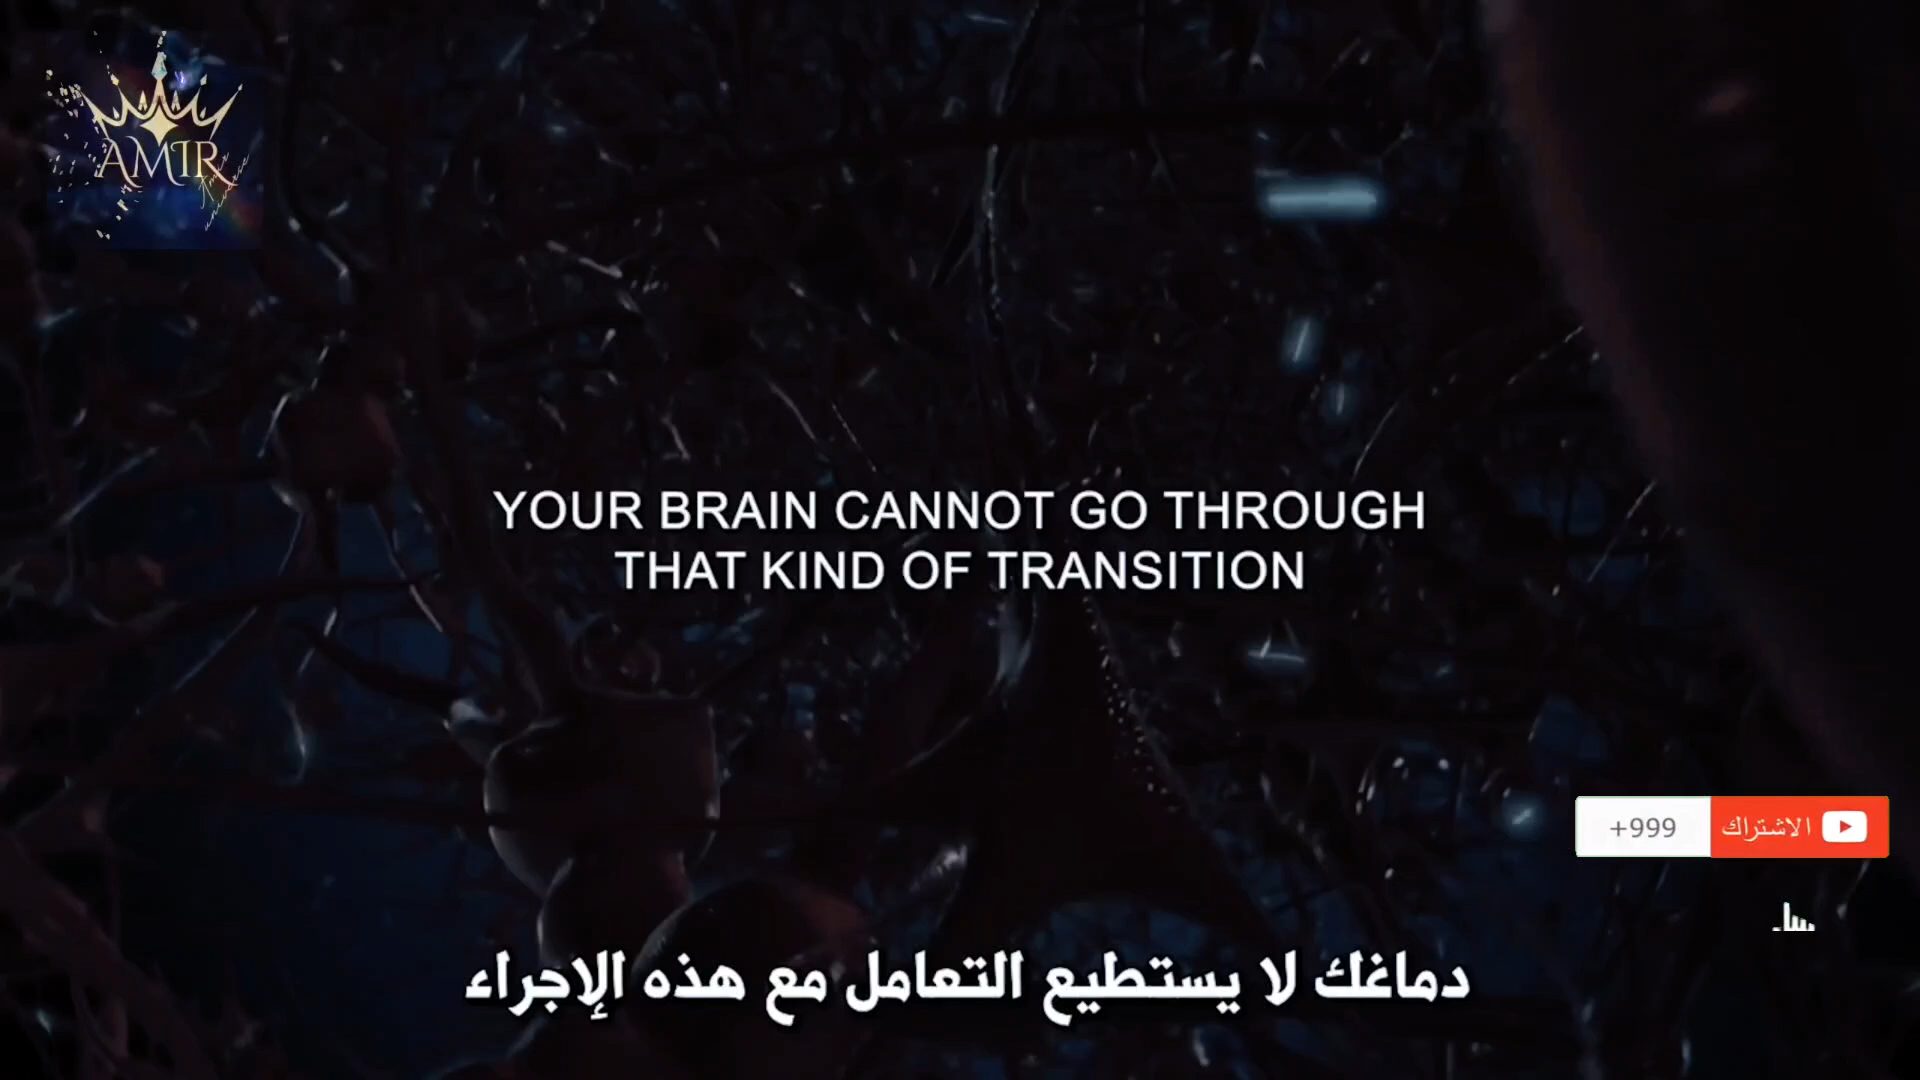 AMIR
YOUR BRAIN CANNOT GO THROUGH
THAT KIND OF TRANSITION
+999
الاشتراك
دماغك لا يستطيع التعامل مع هذه الإجراء